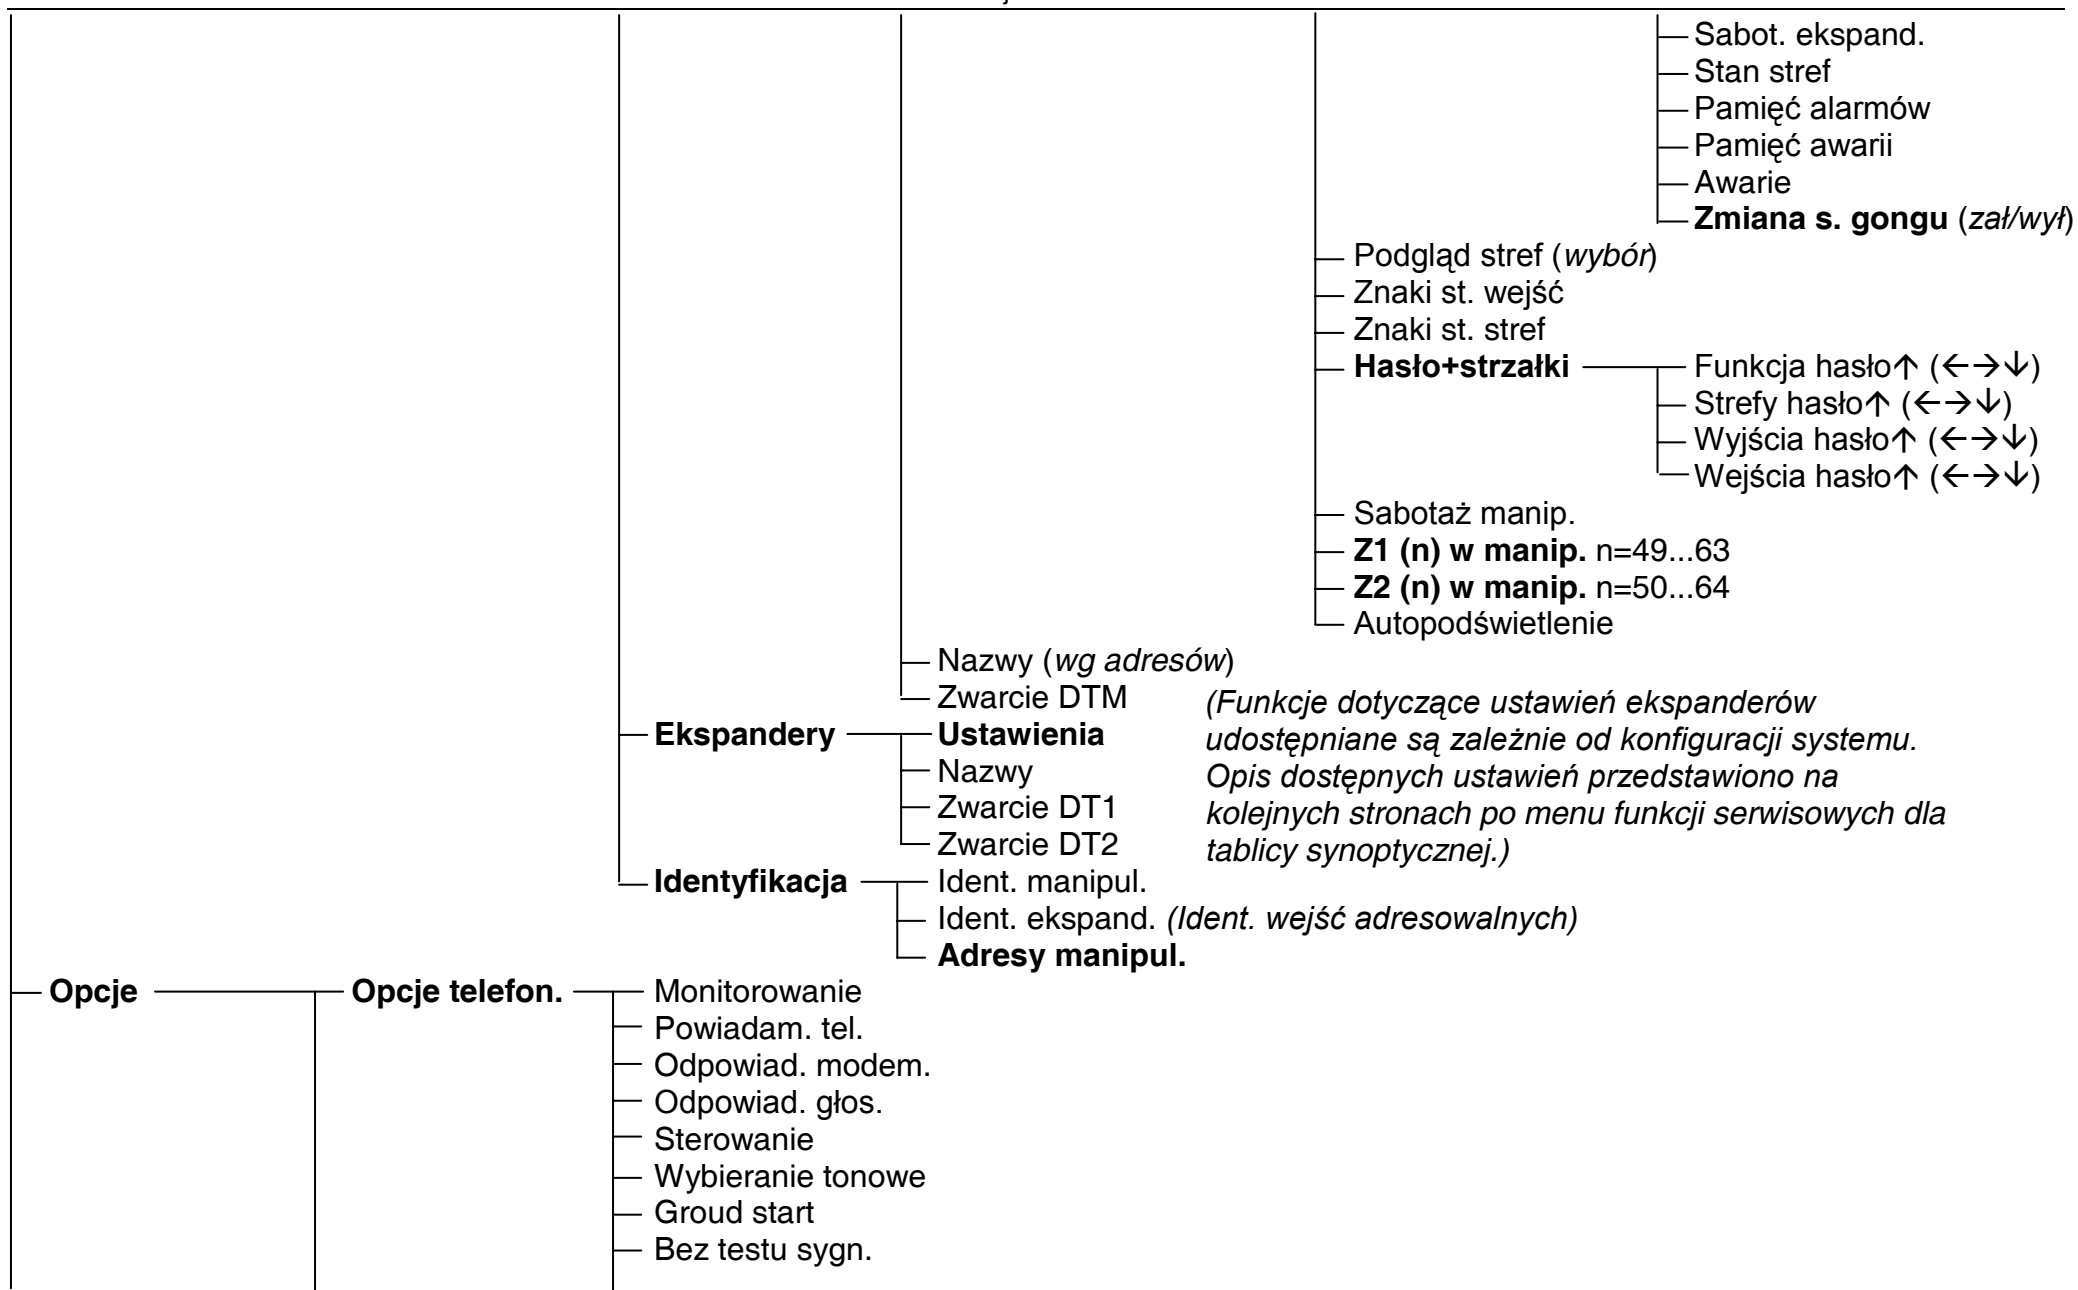 Sabot. ekspand.
Stan stref
Pamięć alarmów
Pamięć awarii
Awarie
Zmiana s. gongu (zał/wył)
Podgląd stref (wybór)
Znaki st. wejść
Znaki st. stref
Hasło+strzałki Funkcja hasło↑ (←→↓)
Strefy hasło↑ (←→↓)
Wyjścia hasło↑ (←→↓)
Wejścia hasło↑ (←→↓)
Sabotaż manip.
Z1 (n) w manip. n=49...63
Z2 (n) w manip. n=50...64
Autopodświetlenie
Nazwy (wg adresów)
Zwarcie DTM (Funkcje dotyczące ustawień ekspanderów
Ekspandery Ustawienia udostępniane są zależnie od konfiguracji systemu.
Nazwy Opis dostępnych ustawień przedstawiono na
Zwarcie DT1 kolejnych stronach po menu funkcji serwisowych dla
Zwarcie DT2 tablicy synoptycznej.)
Identyfikacja Ident. manipul.
Ident. ekspand. (Ident. wejść adresowalnych)
Adresy manipul.
Opcje Opcje telefon. Monitorowanie
Powiadam. tel.
Odpowiad. modem.
Odpowiad. głos.
Sterowanie
Wybieranie tonowe
Groud start
Bez testu sygn.